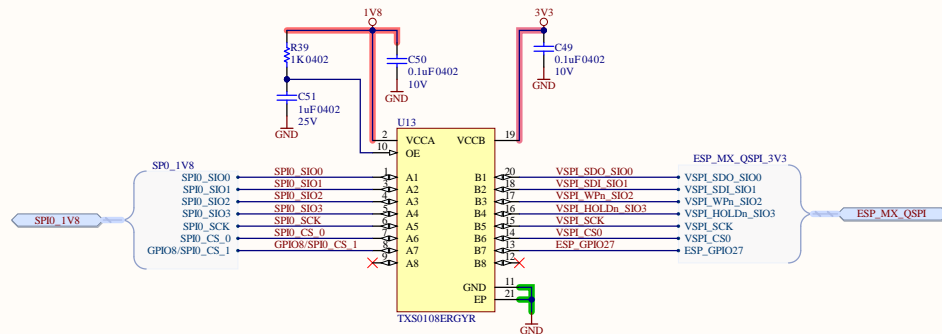 1V8
3V3
R39
1K0402
C50
0.1uF0402
10V
GND
C49
0.1uF0402
10V
GND
C51
1uF0402
25V
GND
U13
2
VCCA
VCCB
19
10
OE
SP0_1V8
ESP_MX_QSPI_3V3
SPI0_SIO0
SPI0_SIO0
1
A1
B1
20
VSPI_SDO_SIO0
VSPI_SDO_SIO0
SPI0_SIO1
SPI0_SIO1
3
A2
B2
18
VSPI_SDI_SIO1
VSPI_SDI_SIO1
SPI0_SIO2
SPI0_SIO2
4
A3
B3
17
VSPI_WPn_SIO2
VSPI_WPn_SIO2
SPI0_SIO3
SPI0_SIO3
5
A4
B4
16
VSPI_HOLDn_SIO3
VSPI_HOLDn_SIO3
SPI0_SCK
SPI0_SCK
6
A5
B5
15
VSPI_SCK
VSPI_SCK
SPI0_CS_0
SPI0_CS_0
7
A6
B6
14
VSPI_CS0
VSPI_CS0
GPIO8/SPI0_CS_1
GPIO8/SPI0_CS_1
8
A7
B7
13
ESP_GPIO27
ESP_GPIO27
9
A8
B8
12
SPI0_1V8
ESP_MX_QSPI
GND
11
EP
21
TXS0108ERGYR
GND